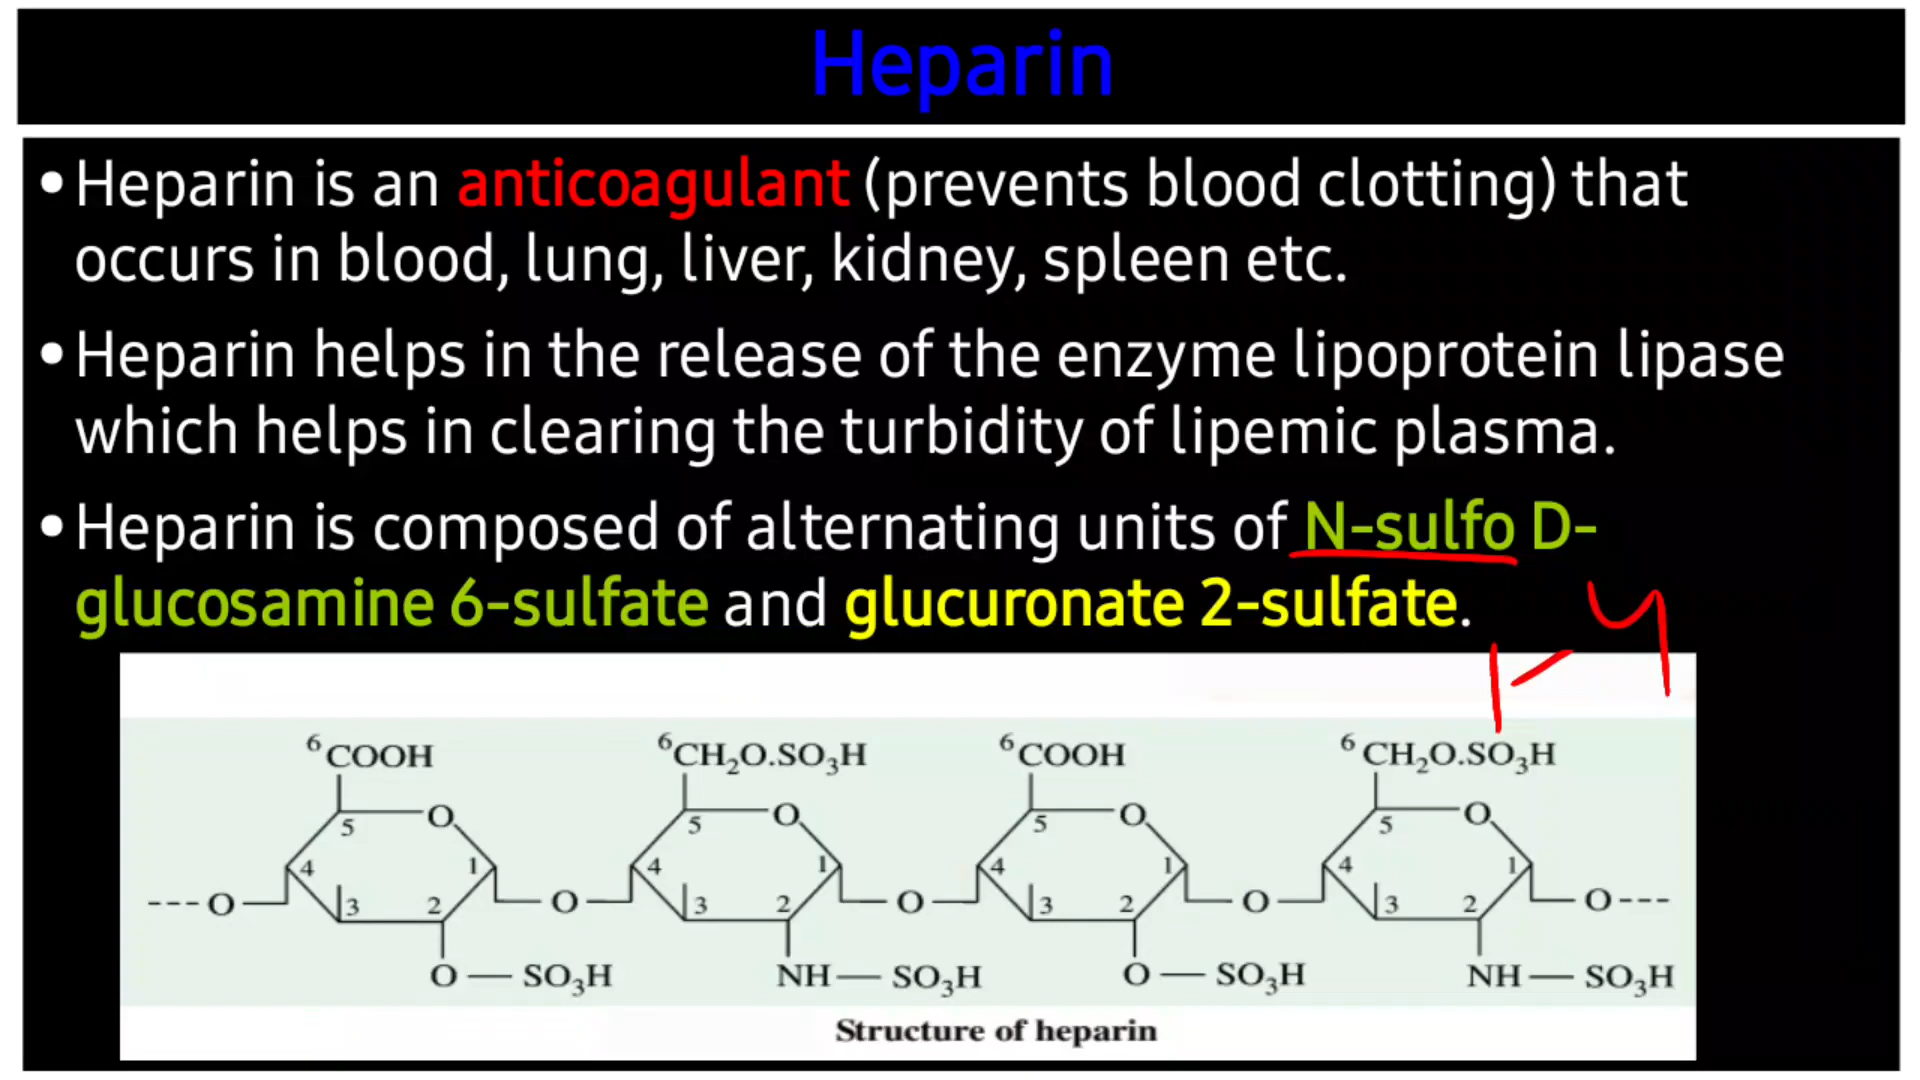 Heparin
•Heparin is an anticoagulant (prevents blood clotting) that
occurs in blood, lung, liver, kidney, spleen etc.
•Heparin helps in the release of the enzyme lipoprotein lipase
which helps in clearing the turbidity of lipemic plasma.
•Heparin is composed of alternating units of N-sulfo D-
glucosamine 6-sulfate and glucuronate 2-sulfate.
1-4
6COOH 6CH2O.SO3H 6COOH 6CH2O.SO3H
5 O 5 O 5 O 5 O
4 1 4 1 4 1 4 1
---O 3 2 O 3 2 O 3 2 O 3 2 O---
O—SO3H NH—SO3H O—SO3H NH—SO3H
Structure of heparin